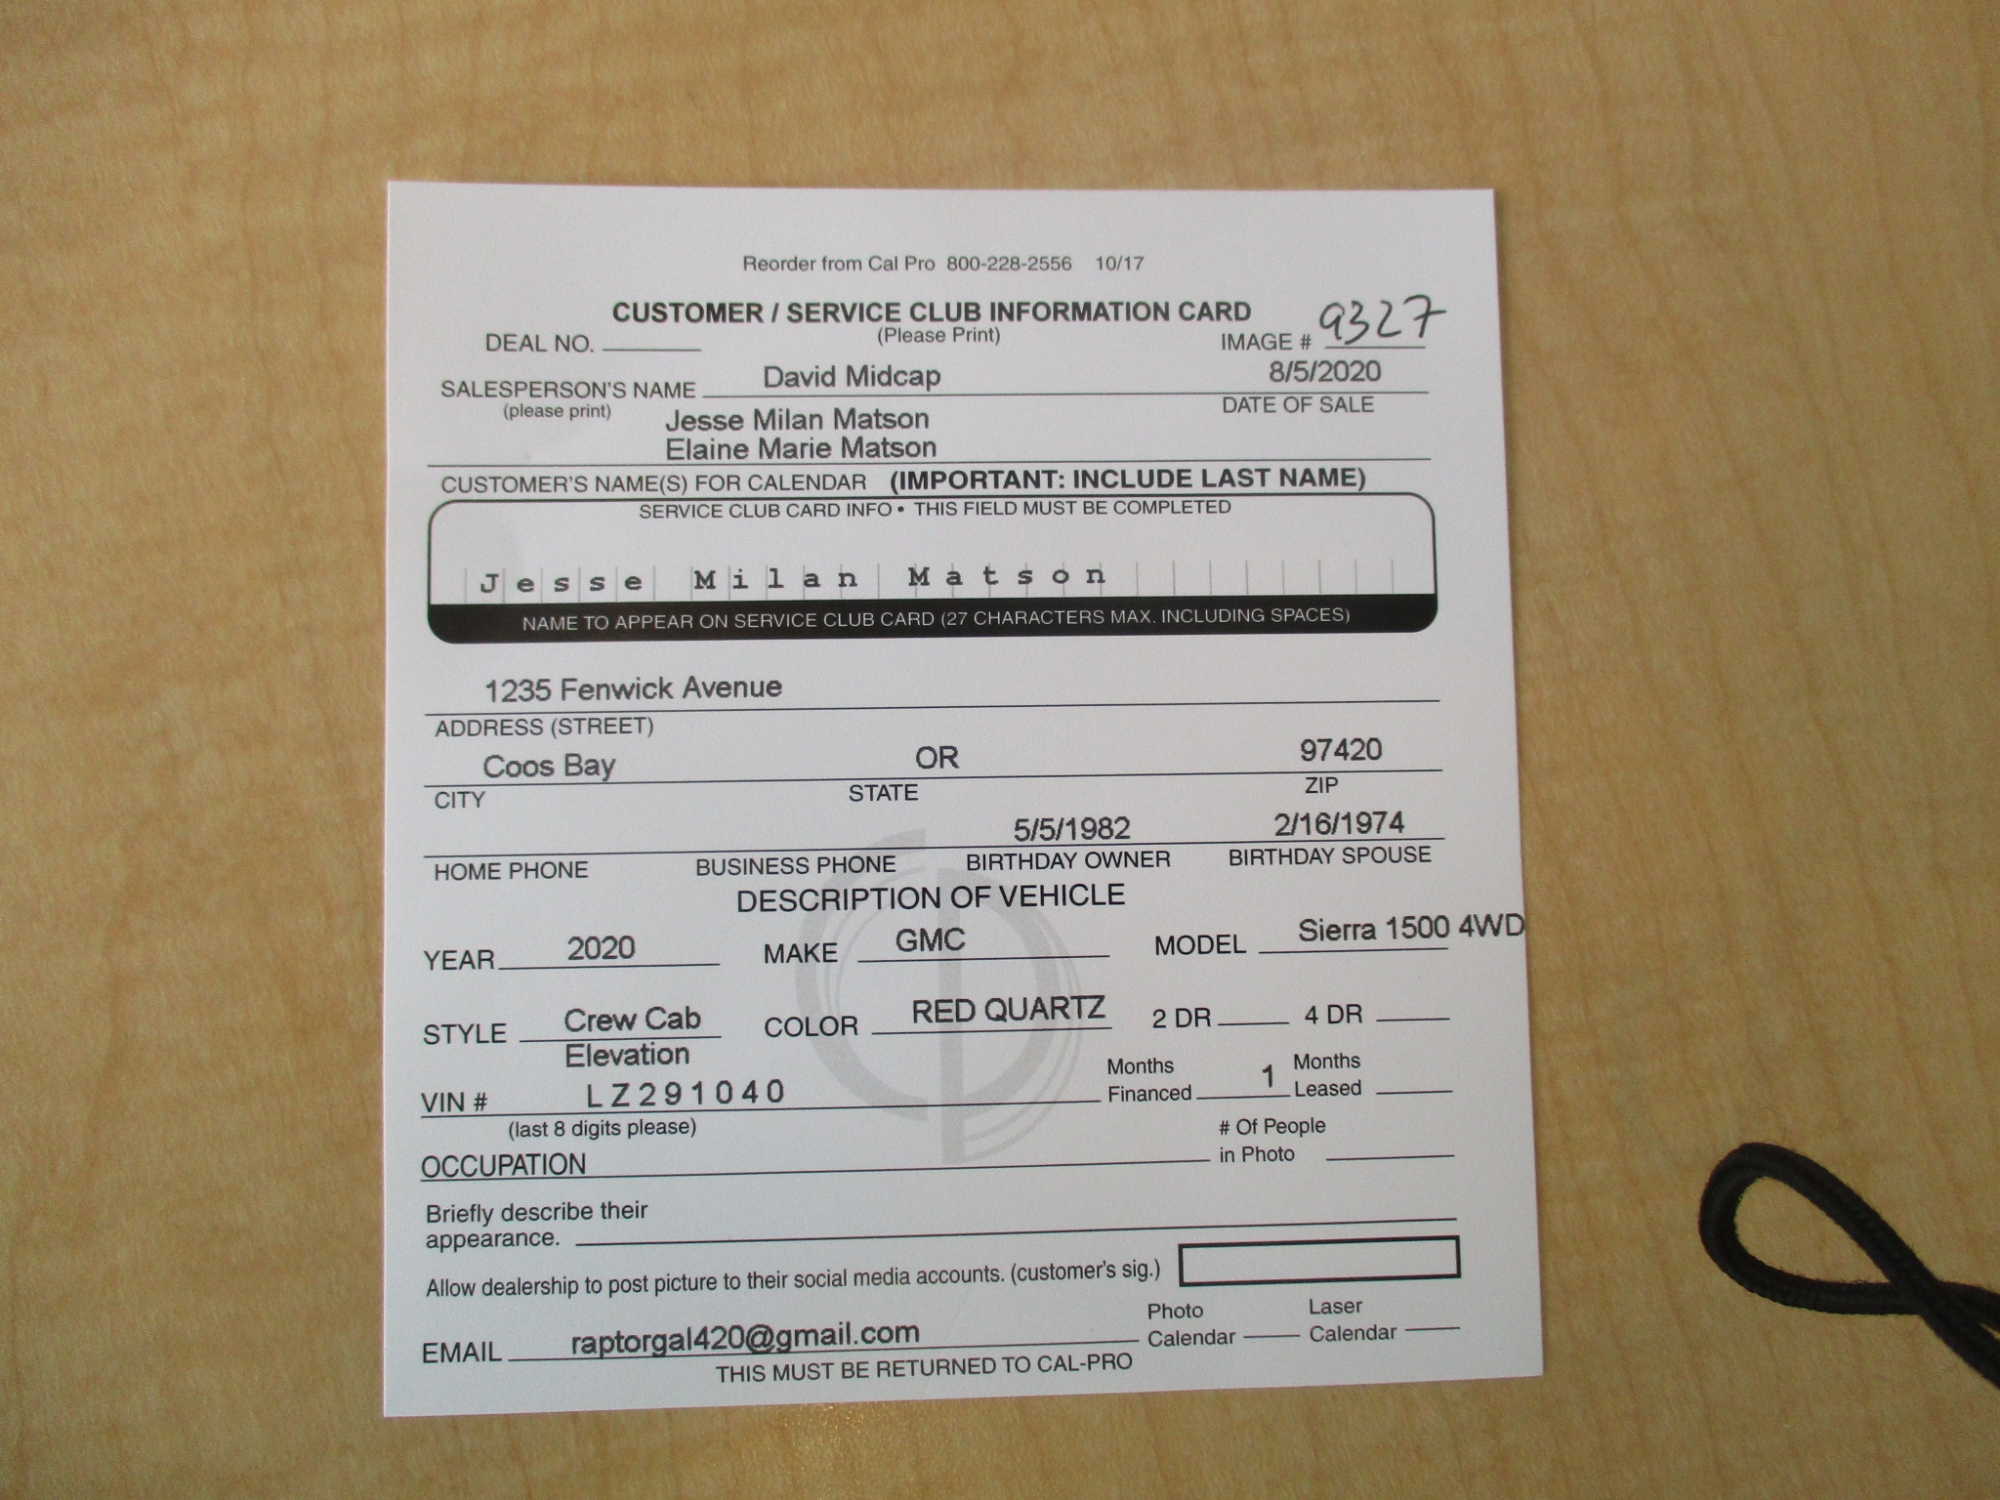 Reorder from Cal Pro 800-228-2556 10/17
CUSTOMER / SERVICE CLUB INFORMATION CARD
(Please Print)
DEAL NO. IMAGE # 9327
SALESPERSON'S NAME David Midcap 8/5/2020
(please print) DATE OF SALE
Jesse Milan Matson
Elaine Marie Matson
CUSTOMER'S NAME(S) FOR CALENDAR (IMPORTANT: INCLUDE LAST NAME)
SERVICE CLUB CARD INFO • THIS FIELD MUST BE COMPLETED
Jesse Milan Matson
NAME TO APPEAR ON SERVICE CLUB CARD (27 CHARACTERS MAX. INCLUDING SPACES)
1235 Fenwick Avenue
ADDRESS (STREET)
Coos Bay OR 97420
CITY STATE ZIP
5/5/1982 2/16/1974
HOME PHONE BUSINESS PHONE BIRTHDAY OWNER BIRTHDAY SPOUSE
DESCRIPTION OF VEHICLE
YEAR 2020 MAKE GMC MODEL Sierra 1500 4WD
STYLE Crew Cab COLOR RED QUARTZ 2 DR 4 DR
Elevation
VIN # LZ291040 Months Financed 1 Months Leased
(last 8 digits please)
OCCUPATION # Of People in Photo
Briefly describe their
appearance.
Allow dealership to post picture to their social media accounts. (customer's sig.)
EMAIL raptorgal420@gmail.com Photo Calendar Laser Calendar
THIS MUST BE RETURNED TO CAL-PRO